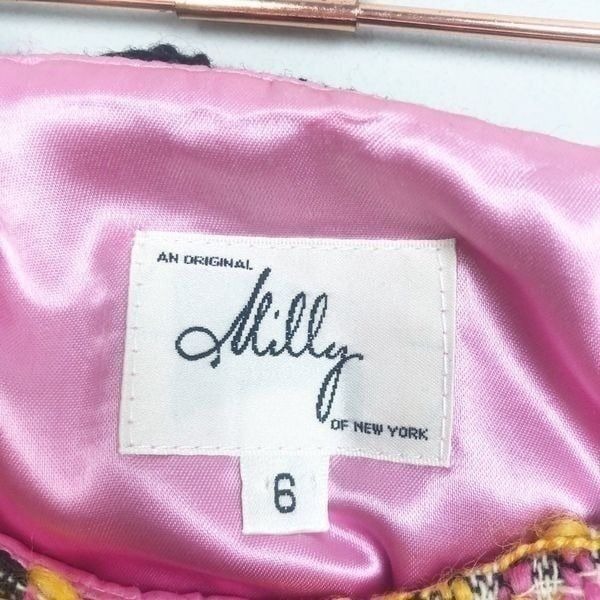 AN ORIGINAL
Milly
OF NEW YORK
6